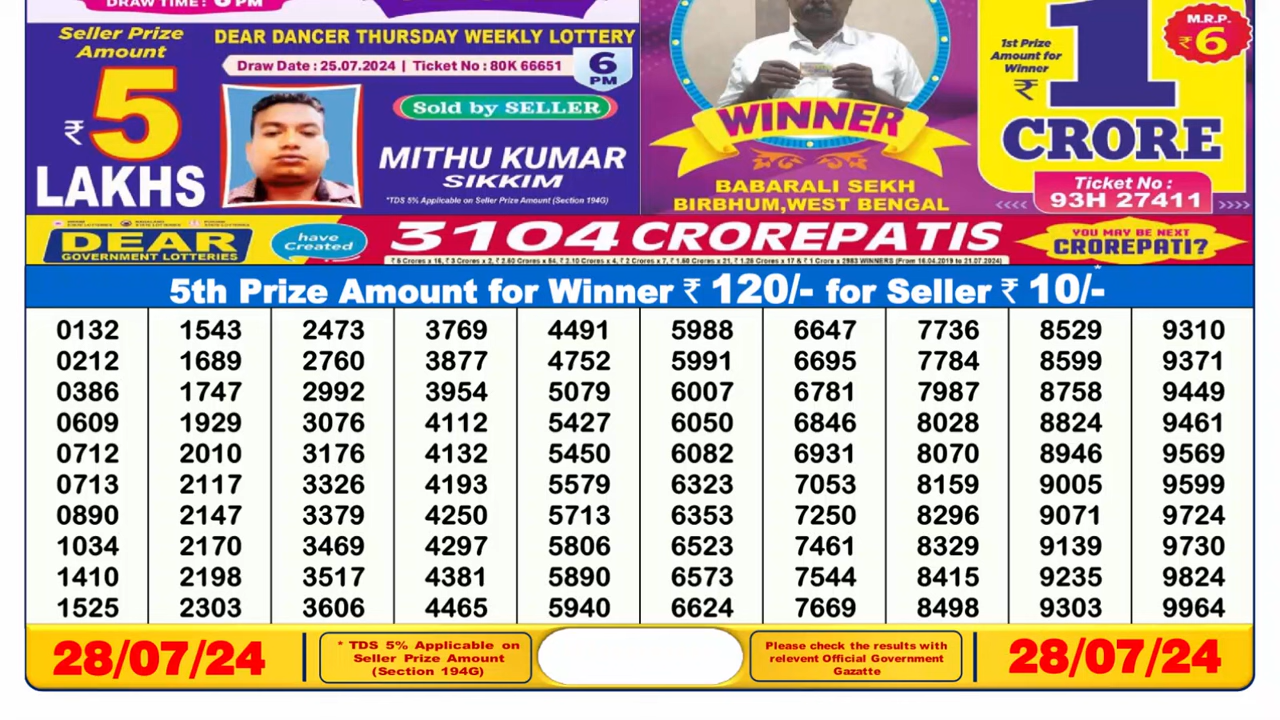 DRAW TIME: 6 PM
Seller Prize
Amount
₹ 5
LAKHS
DEAR DANCER THURSDAY WEEKLY LOTTERY
Draw Date : 25.07.2024 | Ticket No : 80K 66651
6
PM
Sold by SELLER
MITHU KUMAR
SIKKIM
*TDS 5% Applicable on Seller Prize Amount (Section 194G)
WINNER
BABARALI SEKH
BIRBHUM,WEST BENGAL
1st Prize
Amount for
Winner
₹ 1
CRORE
M.R.P.
₹6
Ticket No :
<<<< 93H 27411 >>>>
DEAR
GOVERNMENT LOTTERIES
have
Created
3104 CROREPATIS
YOU MAY BE NEXT
CROREPATI?
5th Prize Amount for Winner ₹ 120/- for Seller ₹ 10/-*
0132 1543 2473 3769 4491 5988 6647 7736 8529 9310
0212 1689 2760 3877 4752 5991 6695 7784 8599 9371
0386 1747 2992 3954 5079 6007 6781 7987 8758 9449
0609 1929 3076 4112 5427 6050 6846 8028 8824 9461
0712 2010 3176 4132 5450 6082 6931 8070 8946 9569
0713 2117 3326 4193 5579 6323 7053 8159 9005 9599
0890 2147 3379 4250 5713 6353 7250 8296 9071 9724
1034 2170 3469 4297 5806 6523 7461 8329 9139 9730
1410 2198 3517 4381 5890 6573 7544 8415 9235 9824
1525 2303 3606 4465 5940 6624 7669 8498 9303 9964
28/07/24
* TDS 5% Applicable on
Seller Prize Amount
(Section 194G)
Please check the results with
relevent Official Government
Gazatte
28/07/24